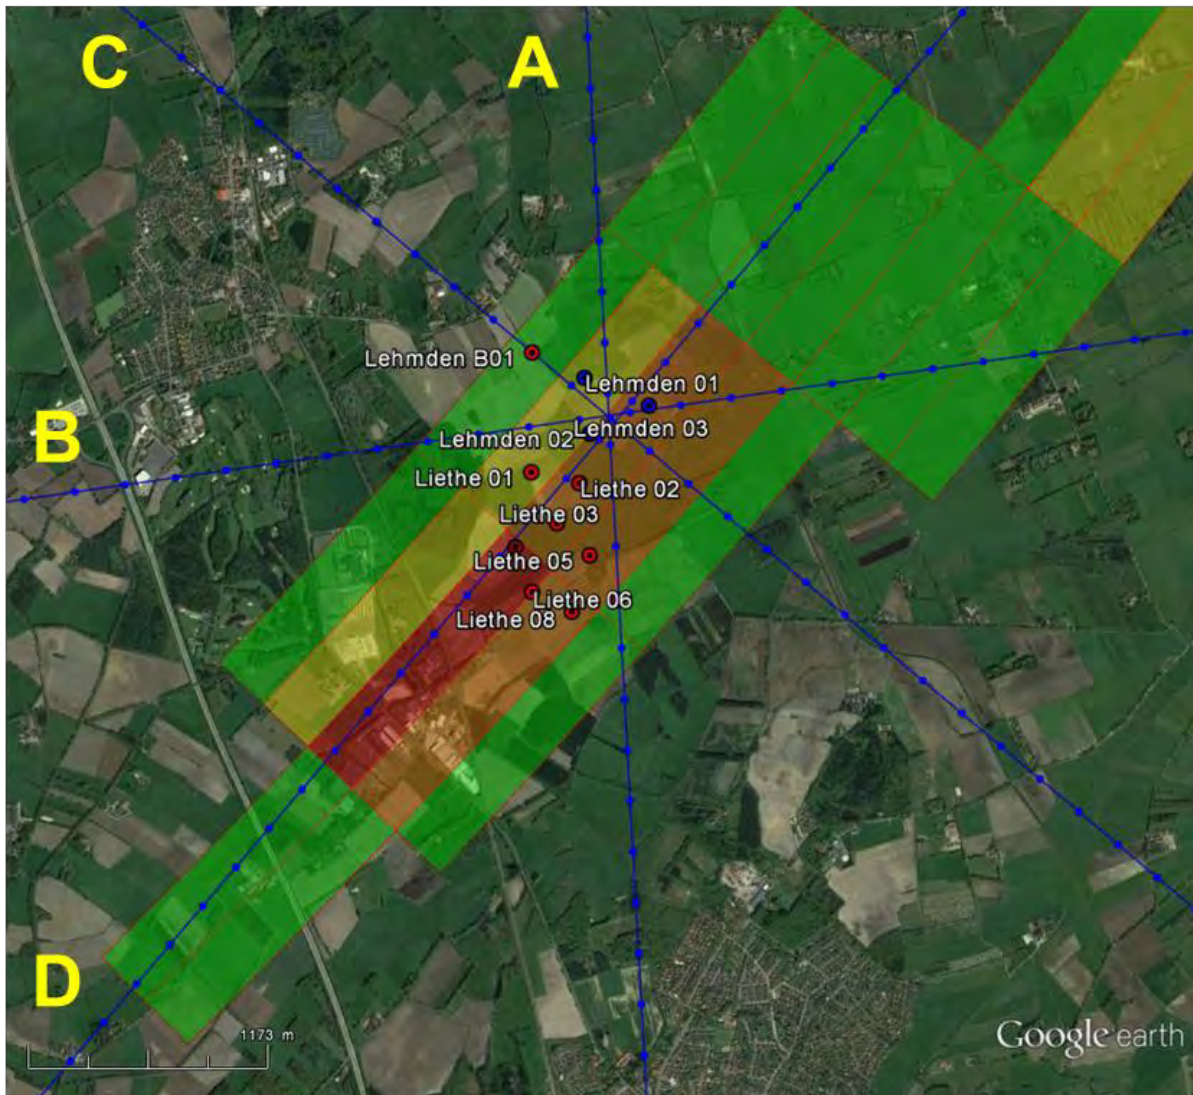 C
A
Lehmden B01
Lehmden 01
Lehmden 03
B
Lehmden 02
Liethe 01
Liethe 02
Liethe 03
Liethe 05
Liethe 06
Liethe 08
D
1173 m
Google earth